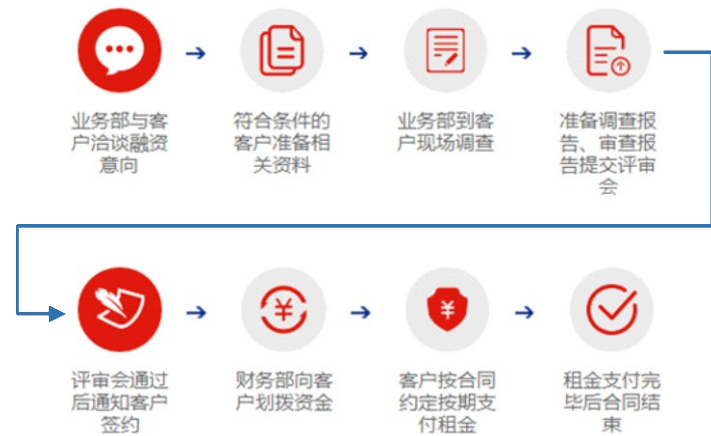 业务部与客
户洽谈融资
意向
符合条件的
客户准备相
关资料
业务部到客
户现场调查
准备调查报
告、审查报
告提交评审
会
评审会通过
后通知客户
签约
¥
财务部向客
户划拨资金
¥
客户按合同
约定按期支
付租金
租金支付完
毕后合同结
束